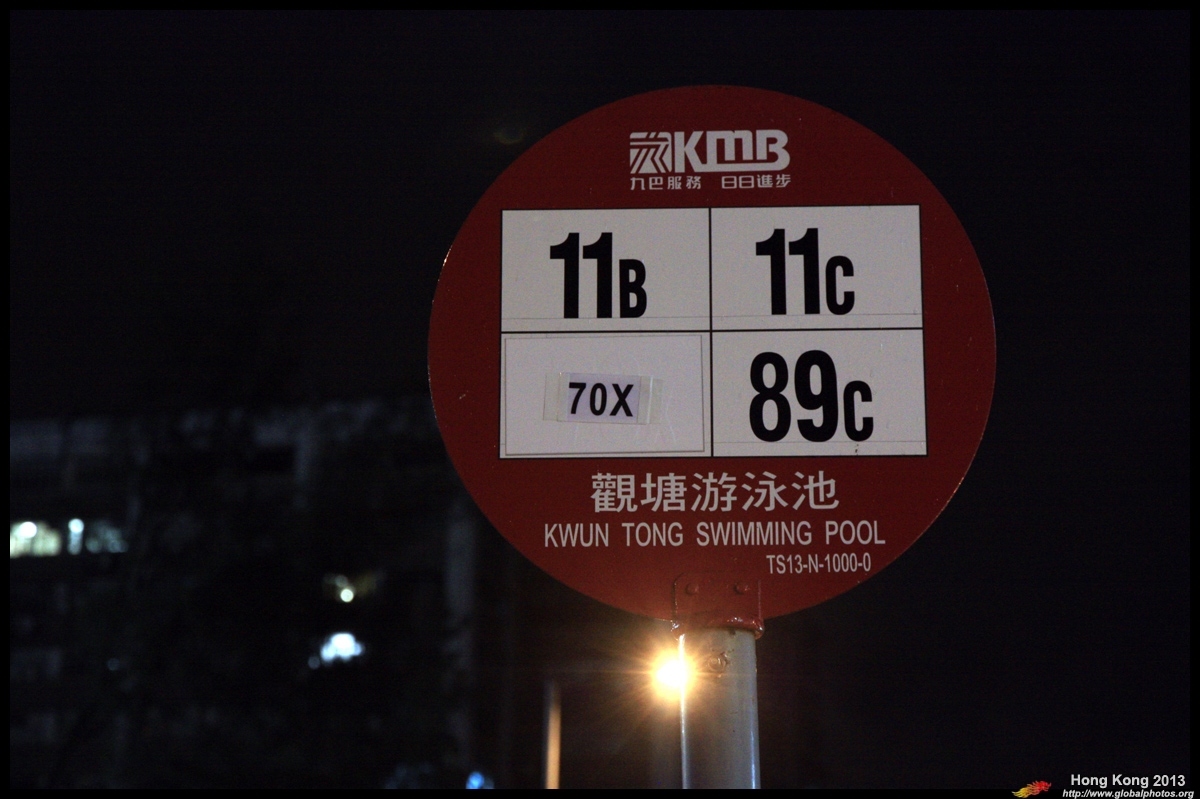 KMB
九巴服務 日日進步
11B 11C
70X 89C
觀塘游泳池
KWUN TONG SWIMMING POOL
TS13-N-1000-0
Hong Kong 2013
http://www.globalphotos.org